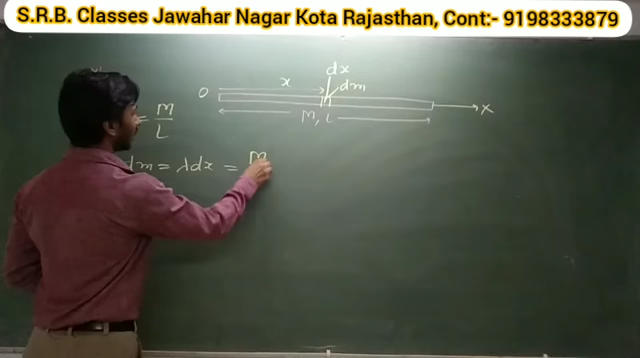 S.R.B. Classes Jawahar Nagar Kota Rajasthan, Cont:- 9198333879
dx
x
dm
O
x
M, L
= M/L
dm = λdx = M